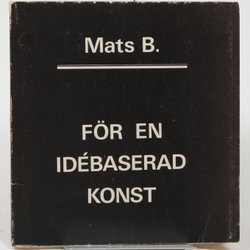 Mats B.
FÖR EN
IDÉBASERAD
KONST